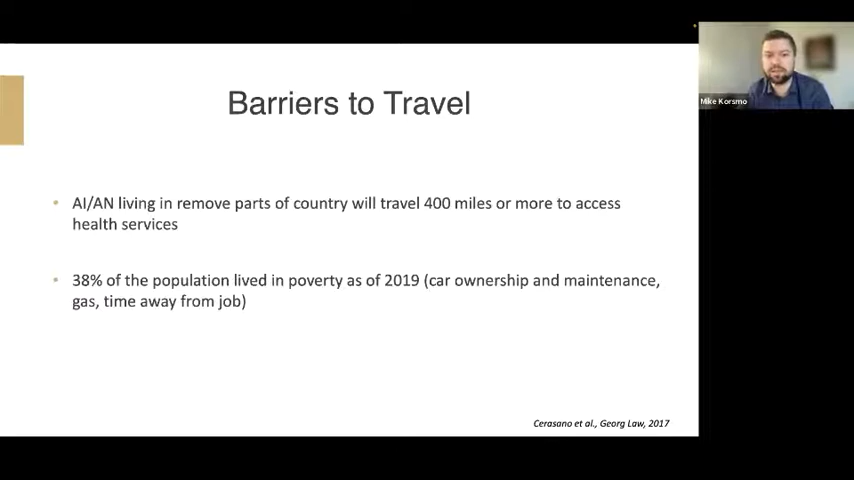 Barriers to Travel
Mike Korsmo
• AI/AN living in remove parts of country will travel 400 miles or more to access
health services
• 38% of the population lived in poverty as of 2019 (car ownership and maintenance,
gas, time away from job)
Cerasano et al., Georg Law, 2017